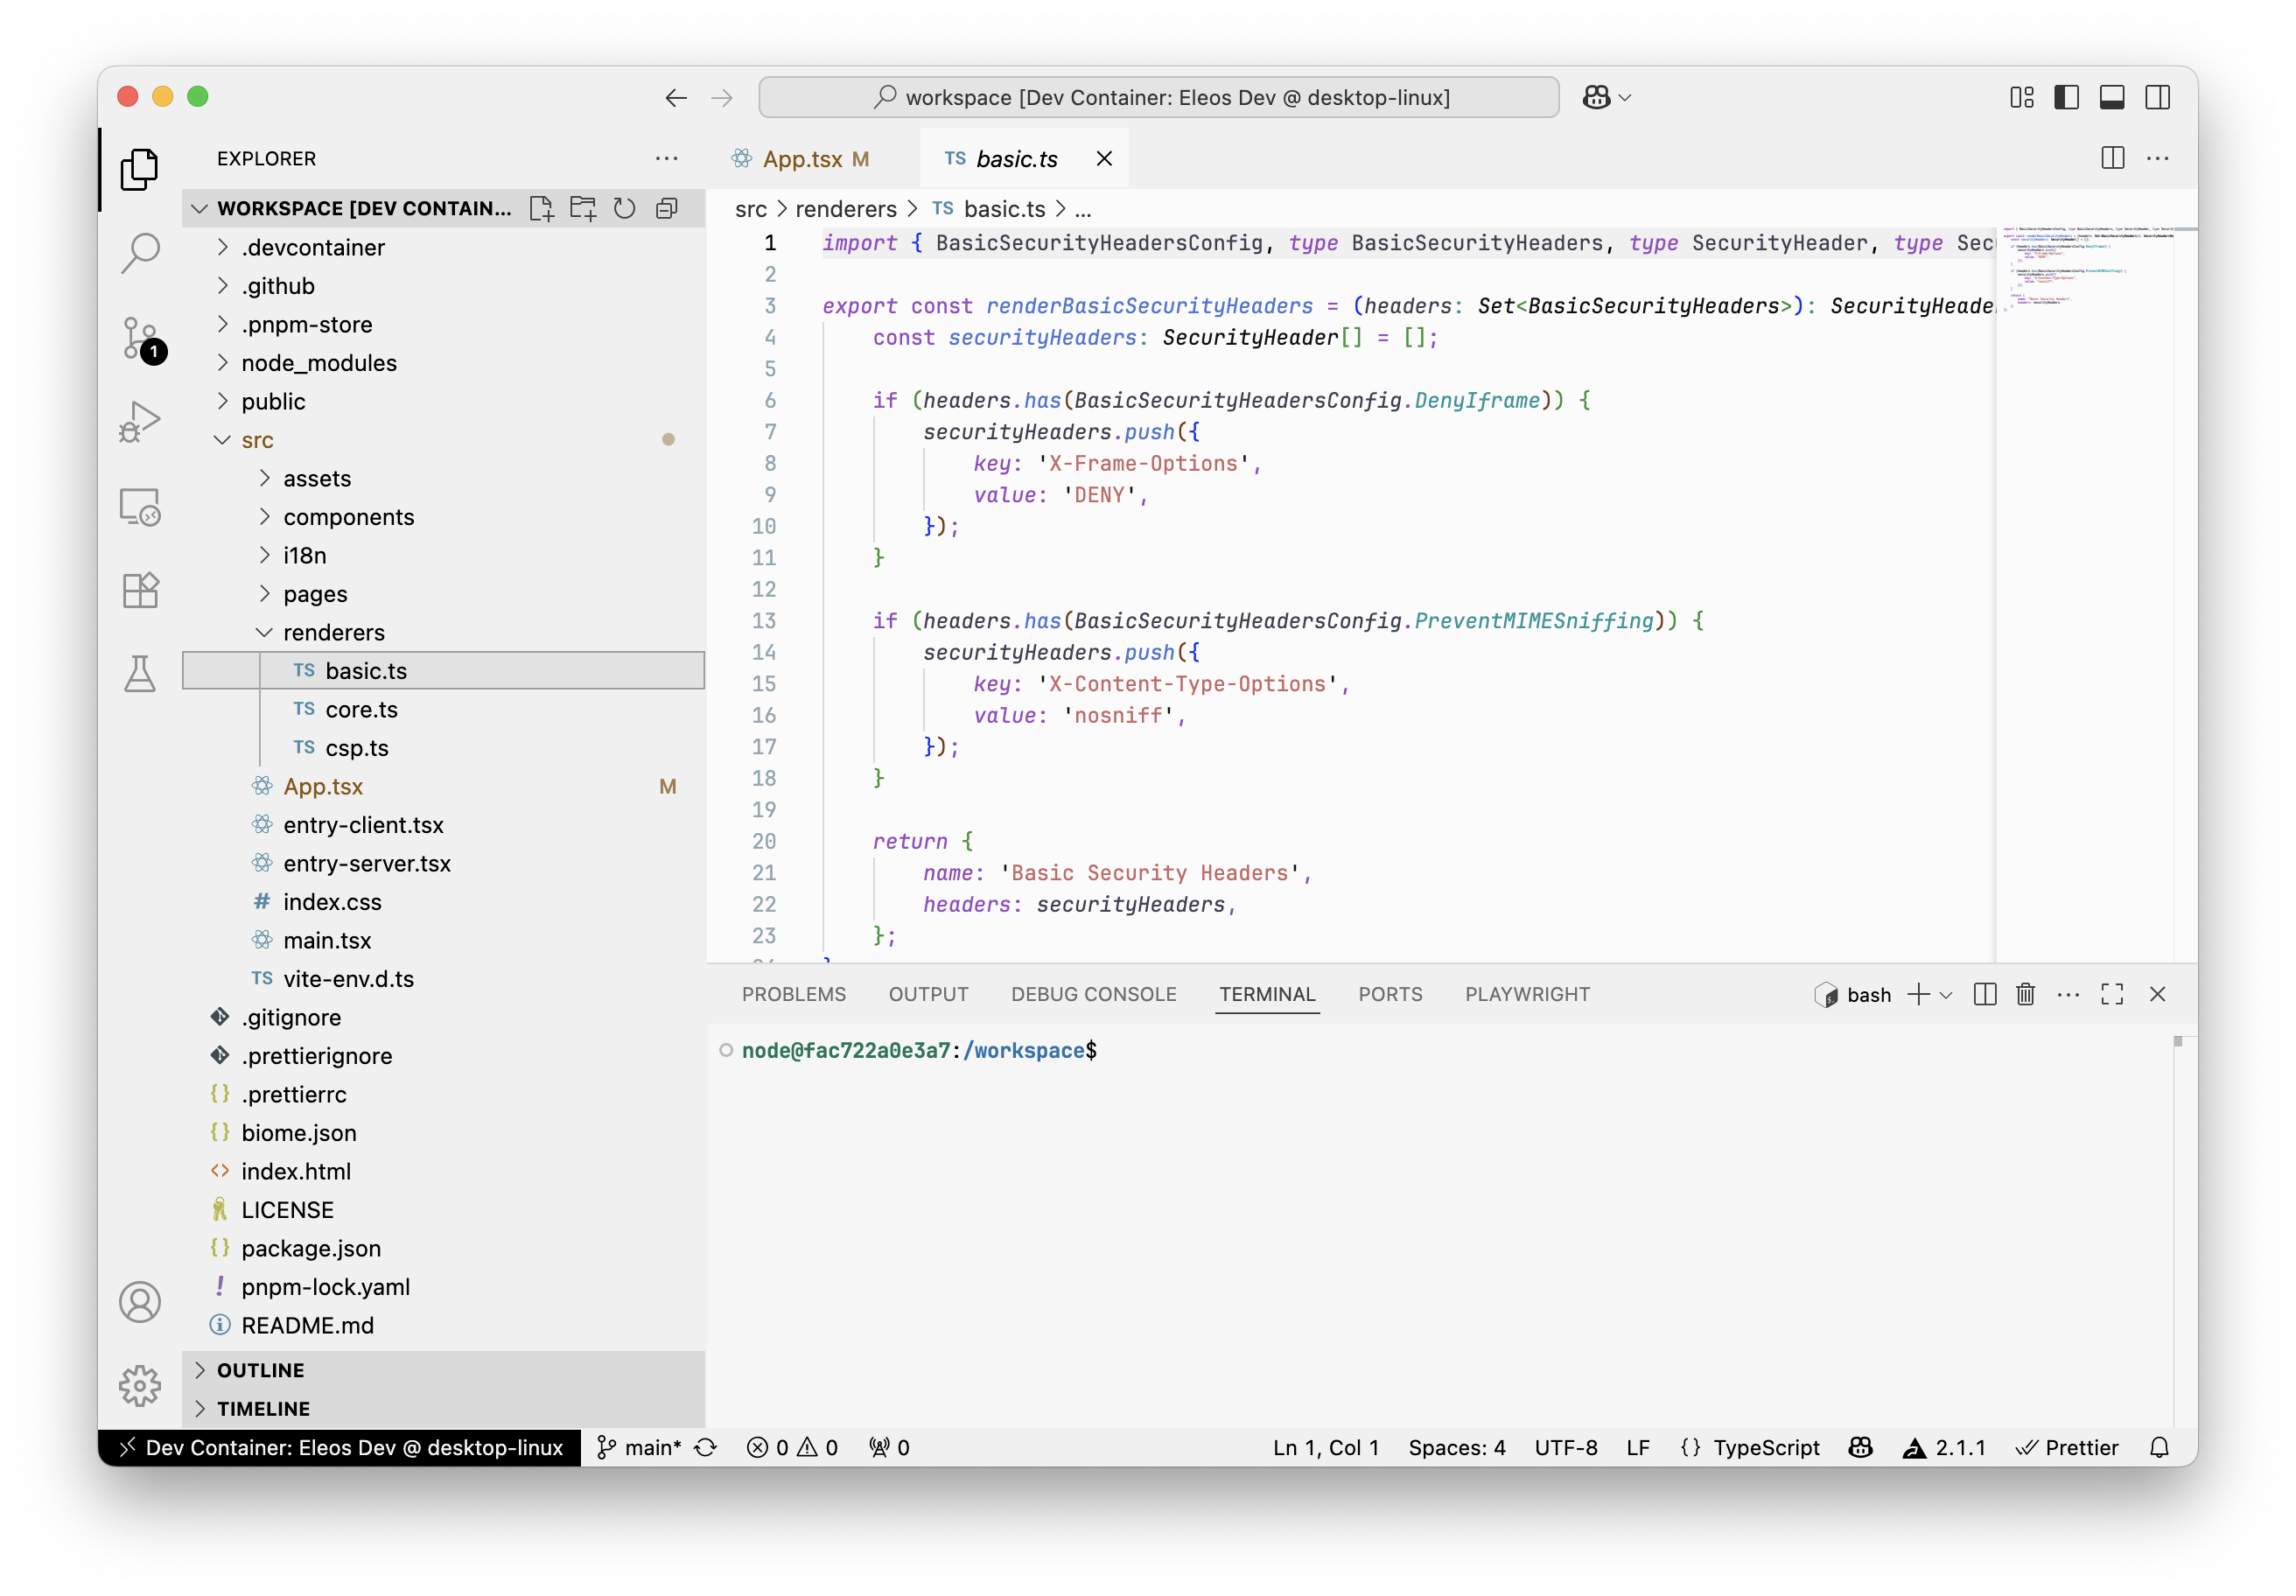 workspace [Dev Container: Eleos Dev @ desktop-linux]
EXPLORER
WORKSPACE [DEV CONTAIN...
.devcontainer
.github
.pnpm-store
node_modules
public
src
assets
components
i18n
pages
renderers
TS basic.ts
TS core.ts
TS csp.ts
App.tsx M
entry-client.tsx
entry-server.tsx
# index.css
main.tsx
TS vite-env.d.ts
.gitignore
.prettierignore
{} .prettierrc
{} biome.json
<> index.html
LICENSE
{} package.json
! pnpm-lock.yaml
README.md
OUTLINE
TIMELINE
1
App.tsx M TS basic.ts
src > renderers > TS basic.ts > ...
1 import { BasicSecurityHeadersConfig, type BasicSecurityHeaders, type SecurityHeader, type Sec
2
3 export const renderBasicSecurityHeaders = (headers: Set<BasicSecurityHeaders>): SecurityHeade
4 const securityHeaders: SecurityHeader[] = [];
5
6 if (headers.has(BasicSecurityHeadersConfig.DenyIframe)) {
7 securityHeaders.push({
8 key: 'X-Frame-Options',
9 value: 'DENY',
10 });
11 }
12
13 if (headers.has(BasicSecurityHeadersConfig.PreventMIMESniffing)) {
14 securityHeaders.push({
15 key: 'X-Content-Type-Options',
16 value: 'nosniff',
17 });
18 }
19
20 return {
21 name: 'Basic Security Headers',
22 headers: securityHeaders,
23 };
PROBLEMS OUTPUT DEBUG CONSOLE TERMINAL PORTS PLAYWRIGHT bash
node@fac722a0e3a7:/workspace$
Dev Container: Eleos Dev @ desktop-linux main* 0 0 0 Ln 1, Col 1 Spaces: 4 UTF-8 LF {} TypeScript 2.1.1 Prettier